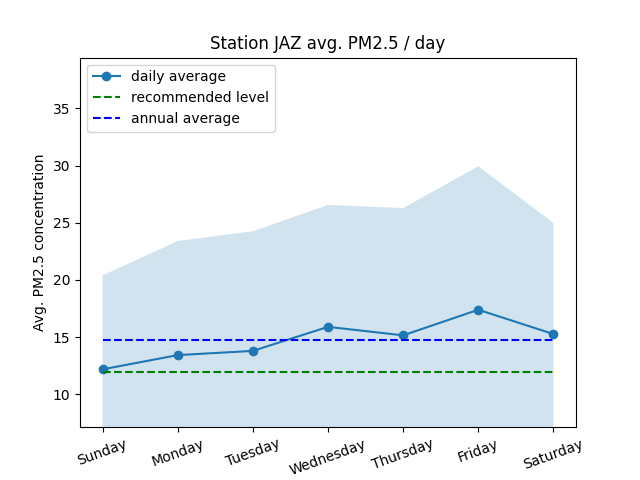 Station JAZ avg. PM2.5 / day
daily average
recommended level
annual average
Avg. PM2.5 concentration
35
30
25
20
15
10
Sunday
Monday
Tuesday
Wednesday
Thursday
Friday
Saturday